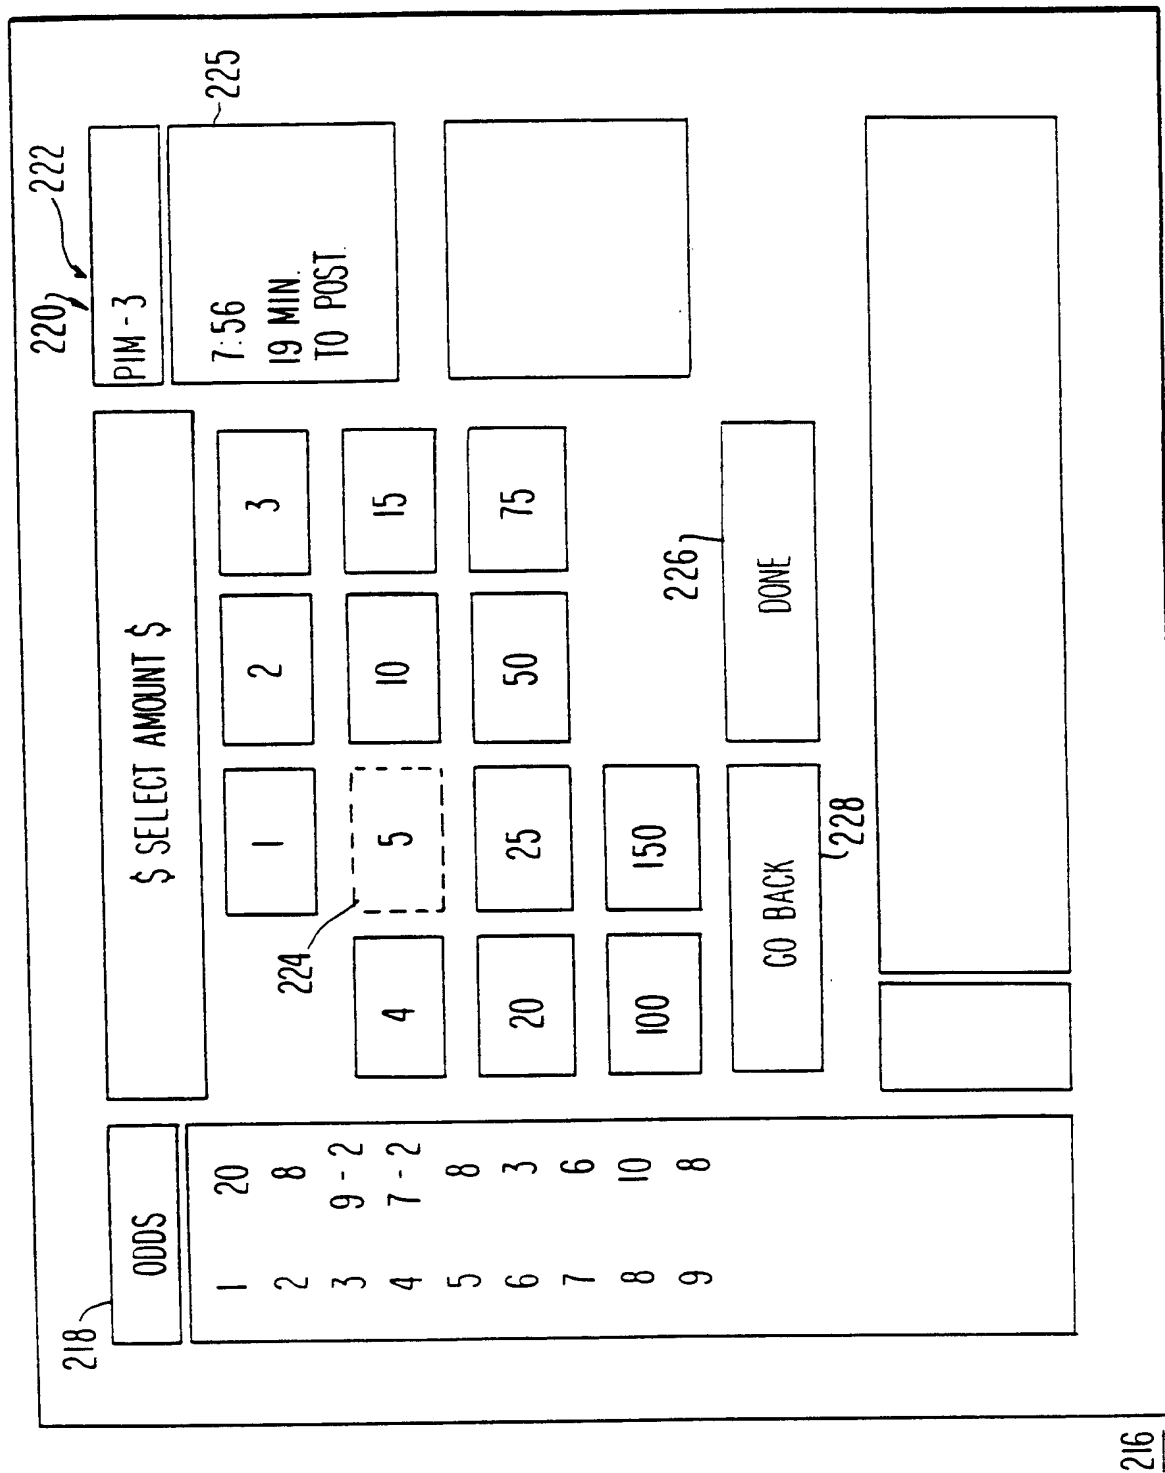 220 222
218 ODDS $ SELECT AMOUNT $ PIM - 3
225
1 20
2 8
3 9 - 2
4 7 - 2
5 8
6 3
7 6
8 10
9 8
1 2 3
224
4 5 10 15
20 25 50 75
100 150
226
GO BACK DONE
228
7:56
19 MIN.
TO POST.
216